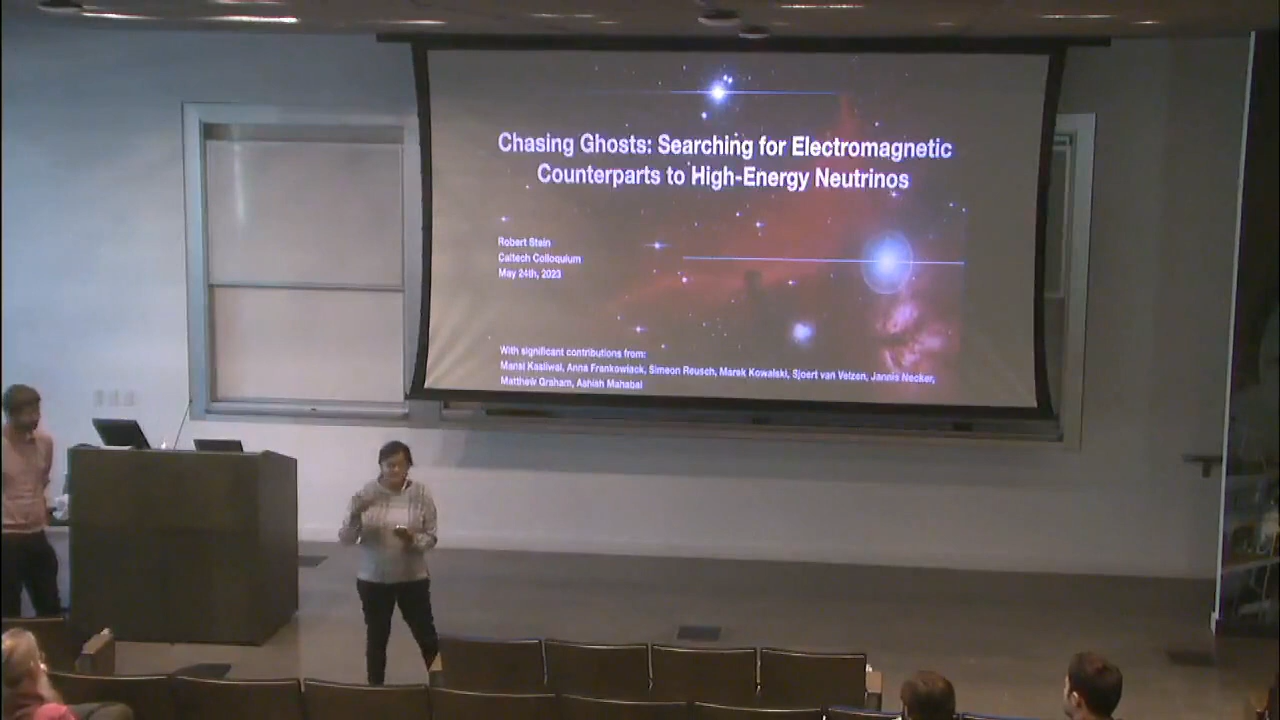 Chasing Ghosts: Searching for Electromagnetic
Counterparts to High-Energy Neutrinos
Robert Stein
Caltech Colloquium
May 24th, 2023
With significant contributions from:
Mansi Kasliwal, Anna Frankowiack, Simeon Reusch, Marek Kowalski, Sjoert van Velzen, Jannis Necker,
Matthew Graham, Ashish Mahabal